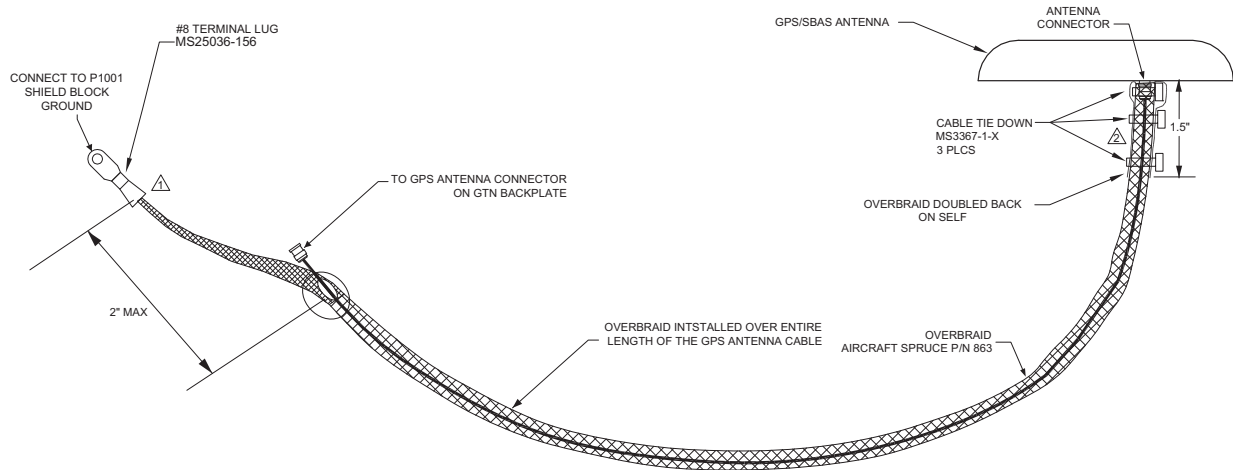 #8 TERMINAL LUG
MS25036-156
CONNECT TO P1001
SHIELD BLOCK
GROUND
1
2" MAX
TO GPS ANTENNA CONNECTOR
ON GTN BACKPLATE
OVERBRAID INTSTALLED OVER ENTIRE
LENGTH OF THE GPS ANTENNA CABLE
OVERBRAID
AIRCRAFT SPRUCE P/N 863
GPS/SBAS ANTENNA
ANTENNA
CONNECTOR
CABLE TIE DOWN
MS3367-1-X
3 PLCS
2
1.5"
OVERBRAID DOUBLED BACK
ON SELF